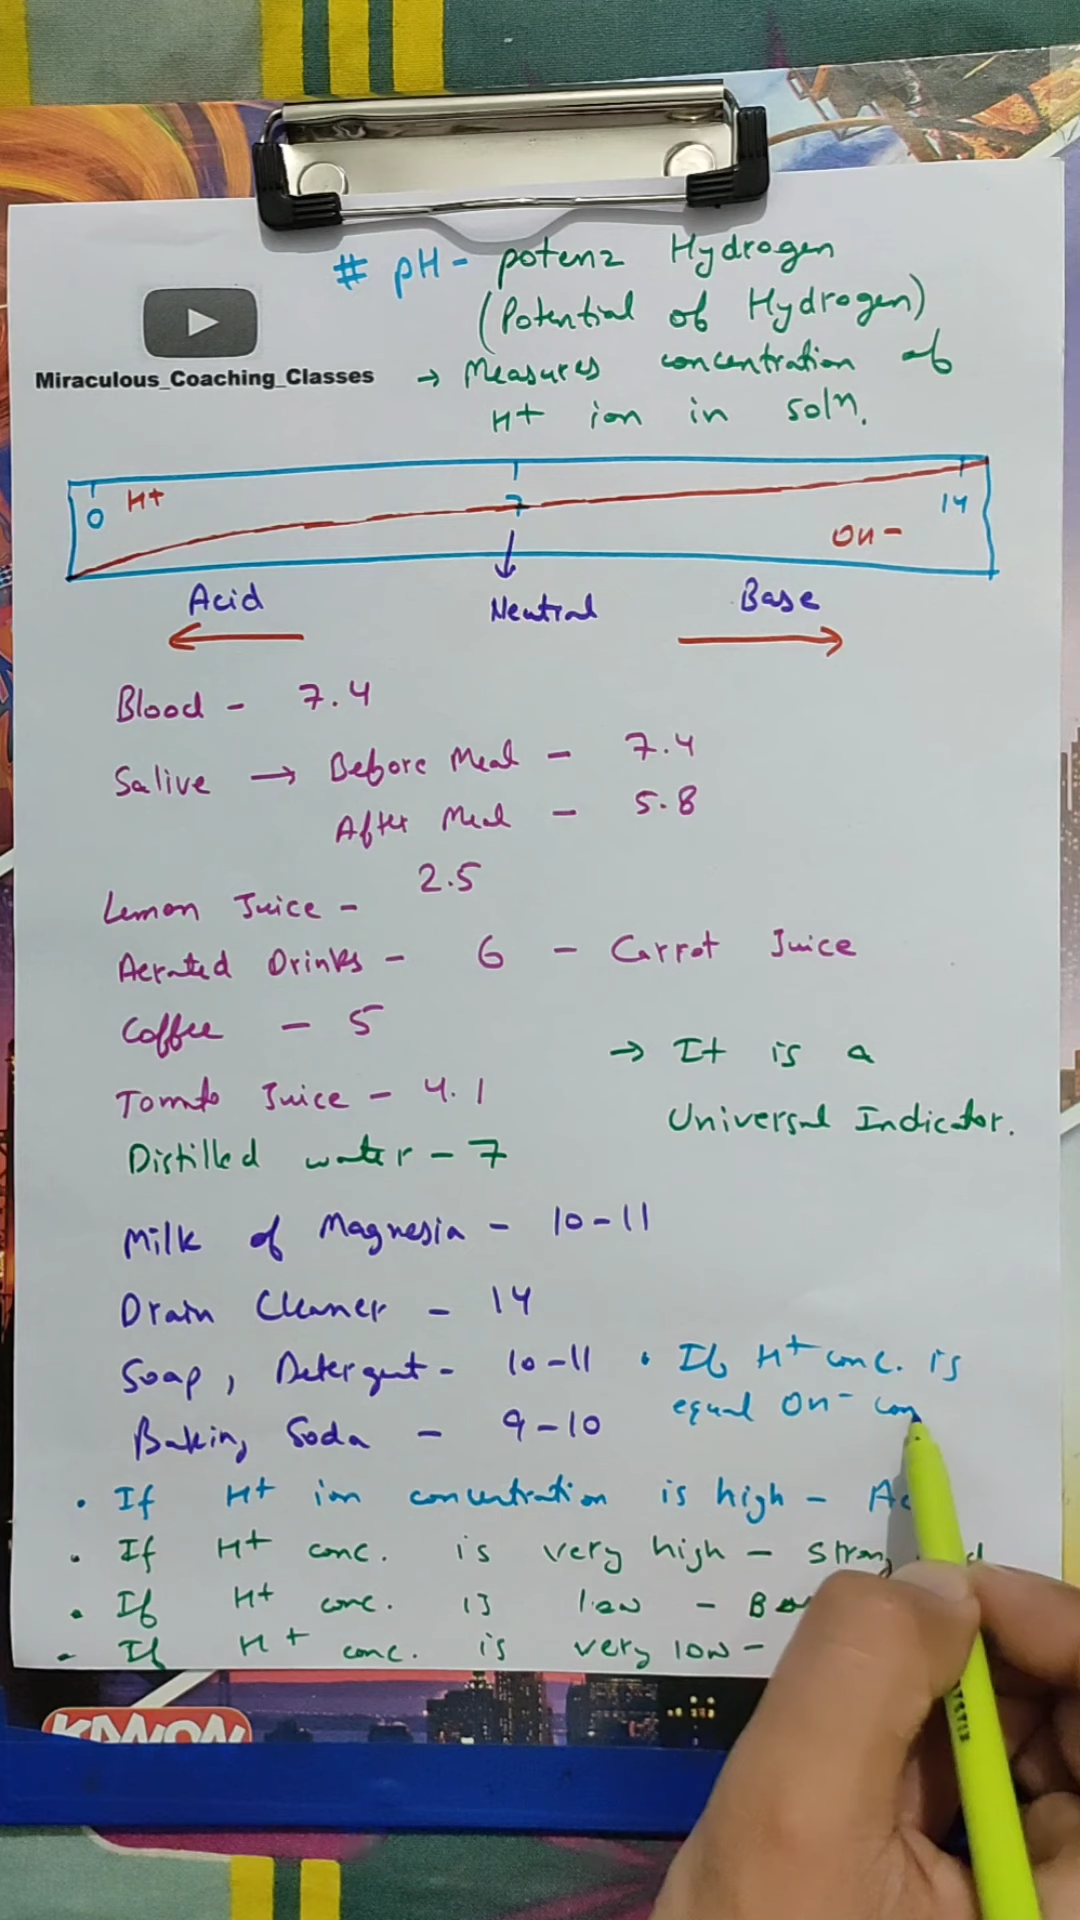 # pH - potenz Hydrogen
(Potential of Hydrogen)
Miraculous_Coaching_Classes
→ Measures concentration of
H+ ion in soln.
0 H+ 7 14
OH-
Acid Neutral Base
Blood - 7.4
Salive → Before Meal - 7.4
After Meal - 5.8
Lemon Juice - 2.5
Aerated Drinks - 6 - Carrot Juice
Coffee - 5
→ It is a
Universal Indicator.
Tomato Juice - 4.1
Distilled water - 7
Milk of Magnesia - 10-11
Drain Cleaner - 14
Soap, Detergent - 10-11
Baking Soda - 9-10
• If H+ conc. is
equal OH- con
• If H+ ion concentration is high -
• If H+ conc. is very high - Strong
• If H+ conc. is low -
• If H+ conc. is very low -